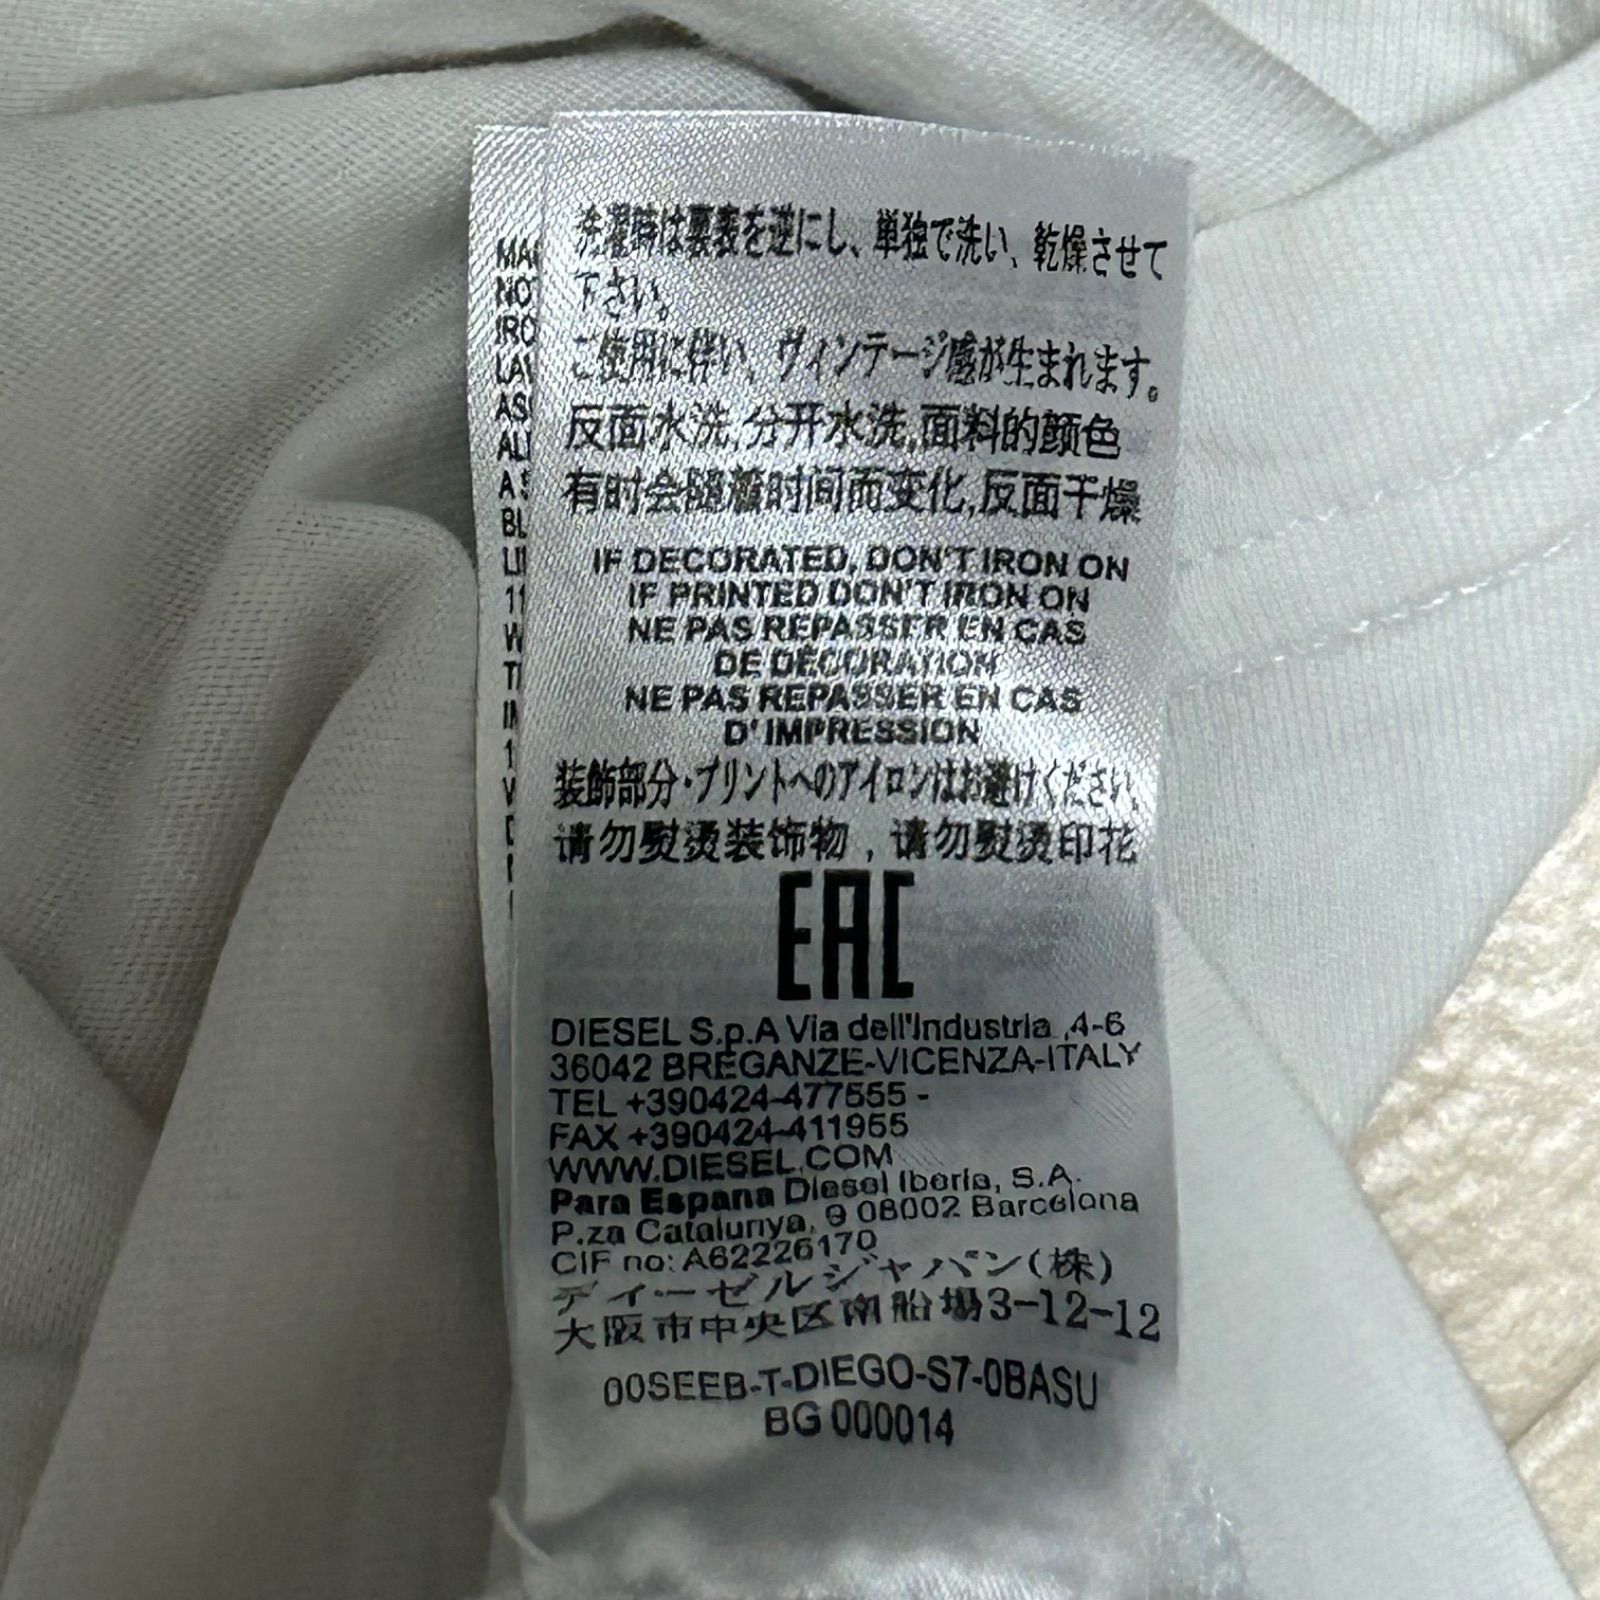 洗濯時は裏表を逆にし、単独で洗い、乾燥させて
下さい。
ご使用に伴い、ヴィンテージ感が生まれます。
反面水洗,分开水洗,面料的颜色
有时会随着时间而变化,反面干燥
IF DECORATED, DON'T IRON ON
IF PRINTED DON'T IRON ON
NE PAS REPASSER EN CAS
DE DÉCORATION
NE PAS REPASSER EN CAS
D'IMPRESSION
装飾部分・プリントへのアイロンはお避けください。
请勿熨烫装饰物，请勿熨烫印花
EAC
DIESEL S.p.A Via dell'Industria ,4-6
36042 BREGANZE-VICENZA-ITALY
TEL +390424-477555 -
FAX +390424-411955
WWW.DIESEL.COM
Para Espana Diesel Iberia, S.A.
P.za Catalunya, 9 08002 Barcelona
CIF no: A62226170
ディーゼルジャパン(株)
大阪市中央区南船場3-12-12
00SEEB-T-DIEGO-S7-0BASU
BG 000014